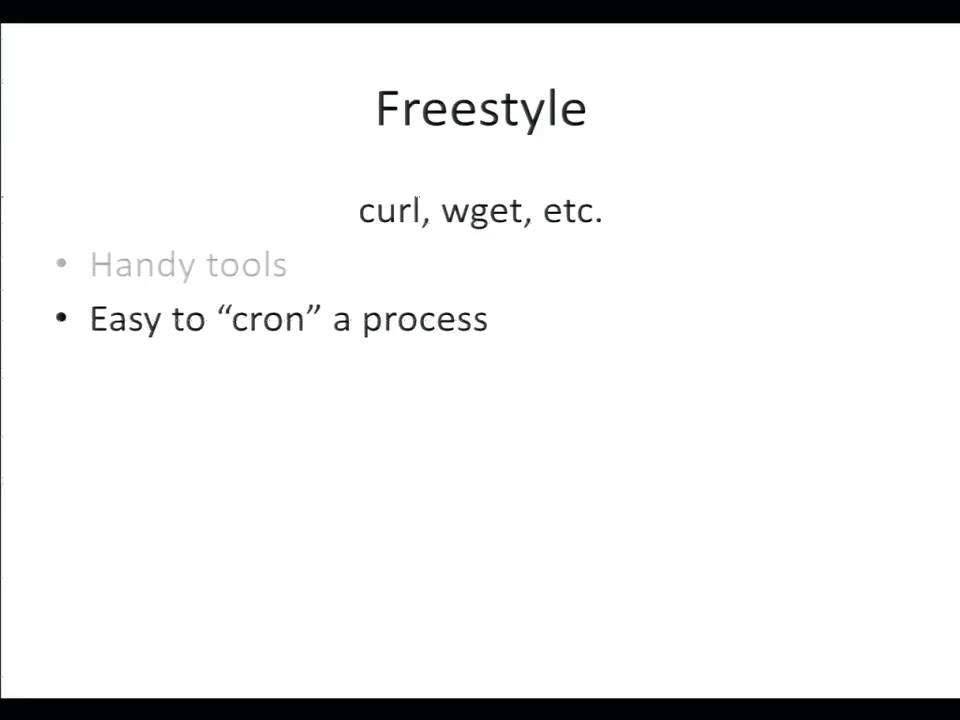 Freestyle
curl, wget, etc.
• Handy tools
• Easy to “cron” a process